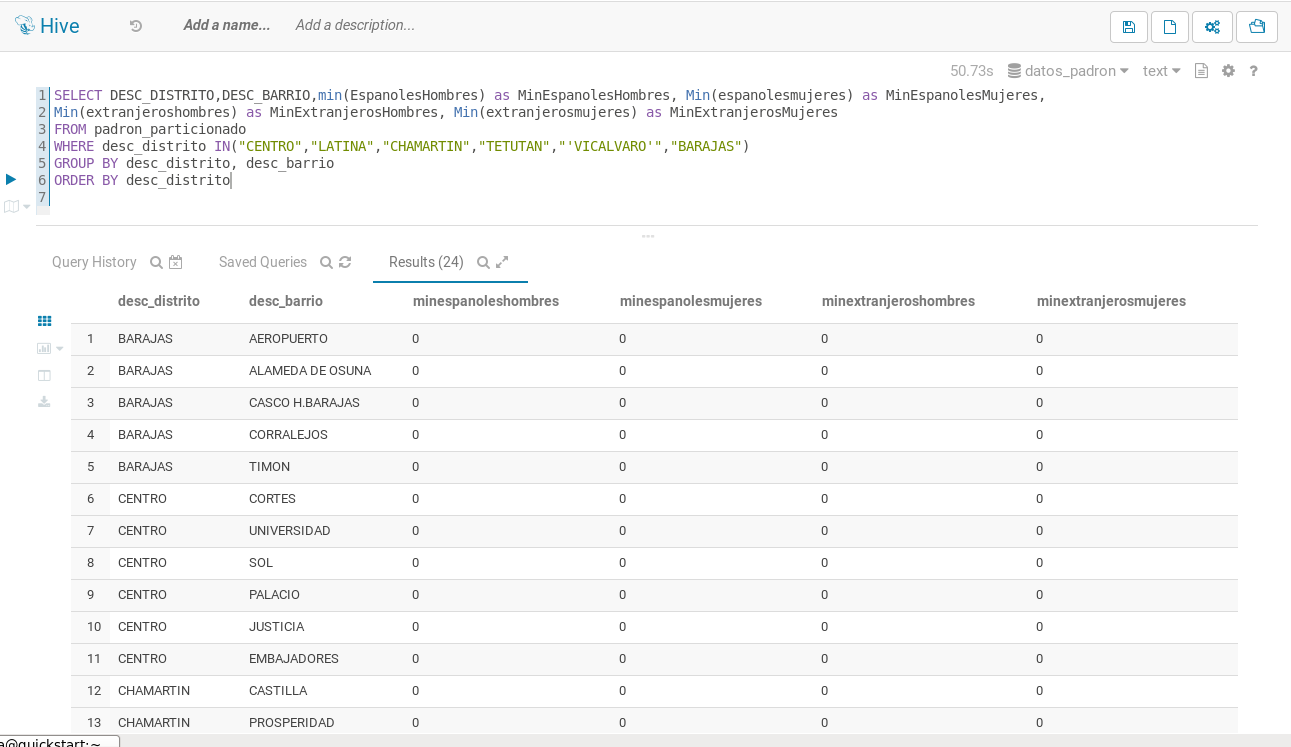 Hive Add a name... Add a description...
50.73s datos_padron text ?
1 SELECT DESC_DISTRITO,DESC_BARRIO,min(EspanolesHombres) as MinEspanolesHombres, Min(espanolesmujeres) as MinEspanolesMujeres,
2 Min(extranjeroshombres) as MinExtranjerosHombres, Min(extranjerosmujeres) as MinExtranjerosMujeres
3 FROM padron_particionado
4 WHERE desc_distrito IN("CENTRO","LATINA","CHAMARTIN","TETUTAN","'VICALVARO'","BARAJAS")
5 GROUP BY desc_distrito, desc_barrio
6 ORDER BY desc_distrito
7
Query History Saved Queries Results (24)
desc_distrito desc_barrio minespanoleshombres minespanolesmujeres minextranjeroshombres minextranjerosmujeres
1 BARAJAS AEROPUERTO 0 0 0 0
2 BARAJAS ALAMEDA DE OSUNA 0 0 0 0
3 BARAJAS CASCO H.BARAJAS 0 0 0 0
4 BARAJAS CORRALEJOS 0 0 0 0
5 BARAJAS TIMON 0 0 0 0
6 CENTRO CORTES 0 0 0 0
7 CENTRO UNIVERSIDAD 0 0 0 0
8 CENTRO SOL 0 0 0 0
9 CENTRO PALACIO 0 0 0 0
10 CENTRO JUSTICIA 0 0 0 0
11 CENTRO EMBAJADORES 0 0 0 0
12 CHAMARTIN CASTILLA 0 0 0 0
13 CHAMARTIN PROSPERIDAD 0 0 0 0
a@quickstart:~